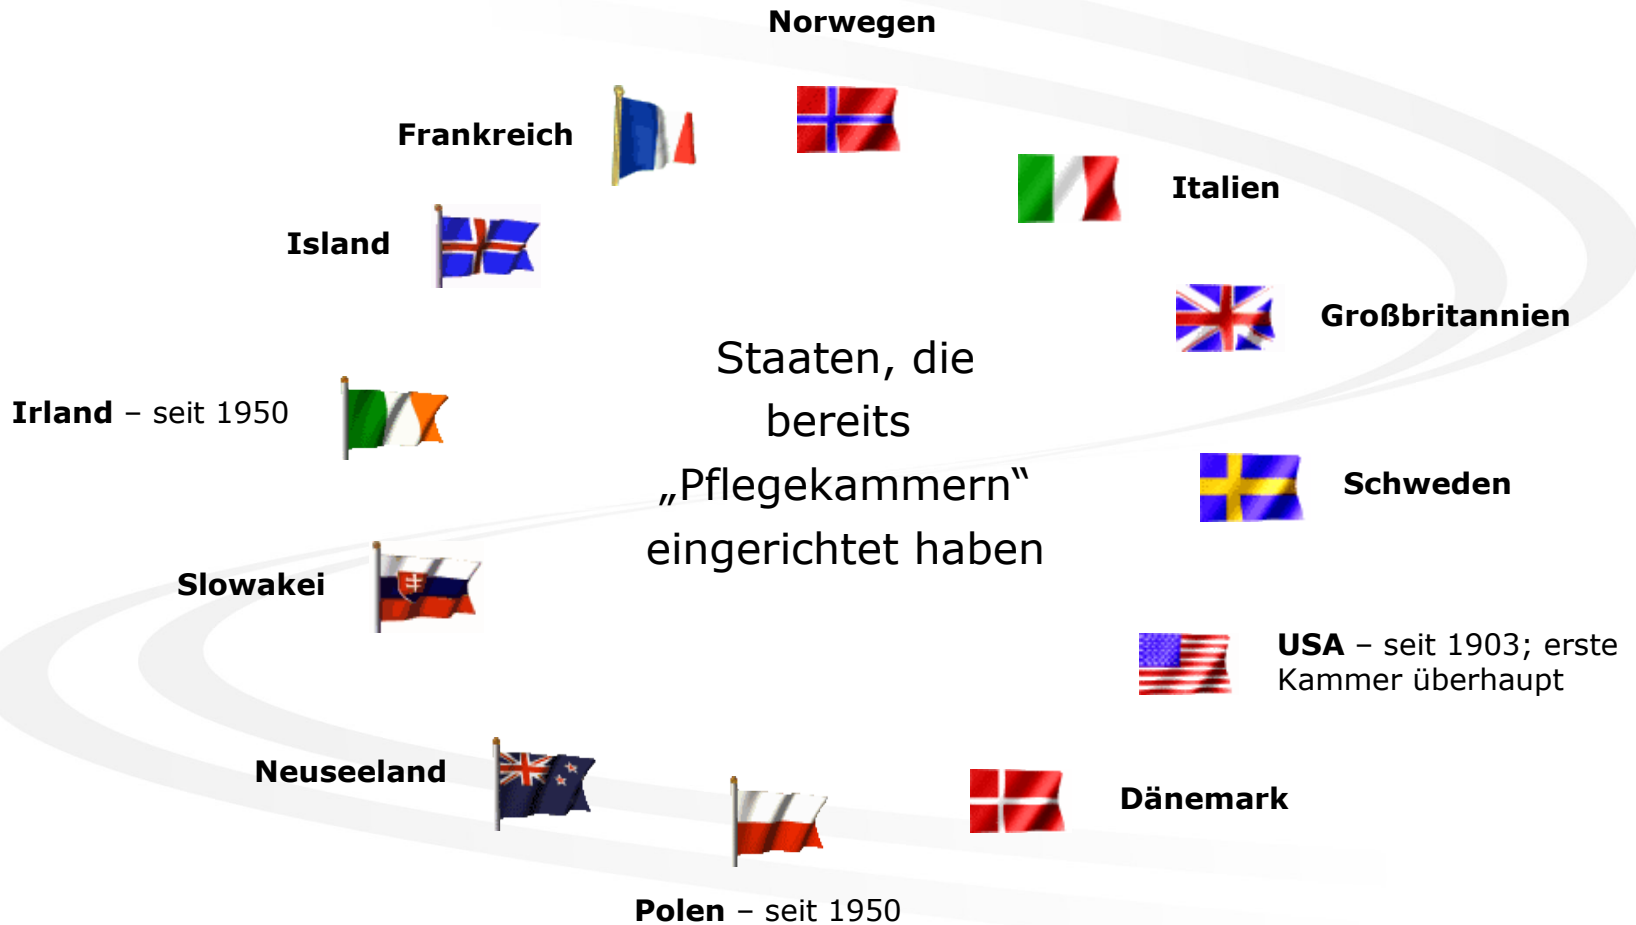 Norwegen
Frankreich
Italien
Island
Großbritannien
Staaten, die
bereits
„Pflegekammern“
eingerichtet haben
Irland – seit 1950
Schweden
Slowakei
USA – seit 1903; erste
Kammer überhaupt
Neuseeland
Dänemark
Polen – seit 1950